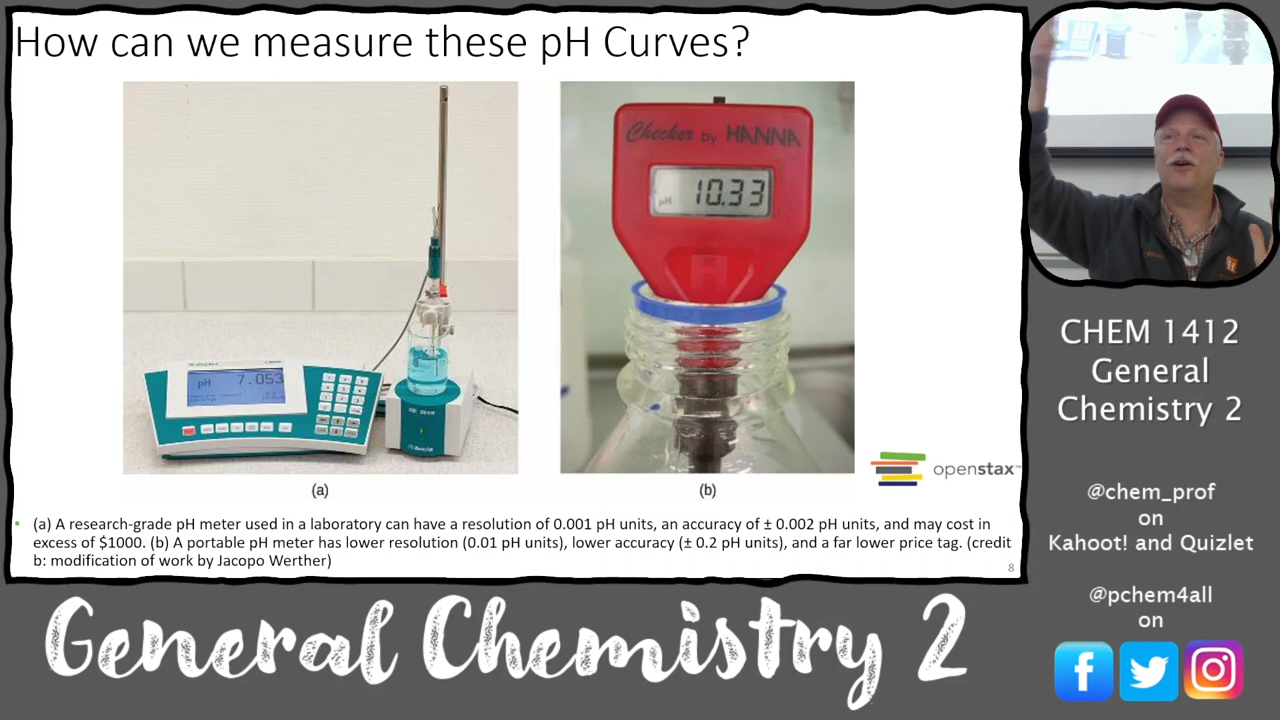 How can we measure these pH Curves?
Checker by HANNA
pH 10.33
pH 7.053
(a)
(b)
openstax™
• (a) A research-grade pH meter used in a laboratory can have a resolution of 0.001 pH units, an accuracy of ± 0.002 pH units, and may cost in
excess of $1000. (b) A portable pH meter has lower resolution (0.01 pH units), lower accuracy (± 0.2 pH units), and a far lower price tag. (credit
b: modification of work by Jacopo Werther)
8
CHEM 1412
General
Chemistry 2
@chem_prof
on
Kahoot! and Quizlet
@pchem4all
on
General Chemistry 2